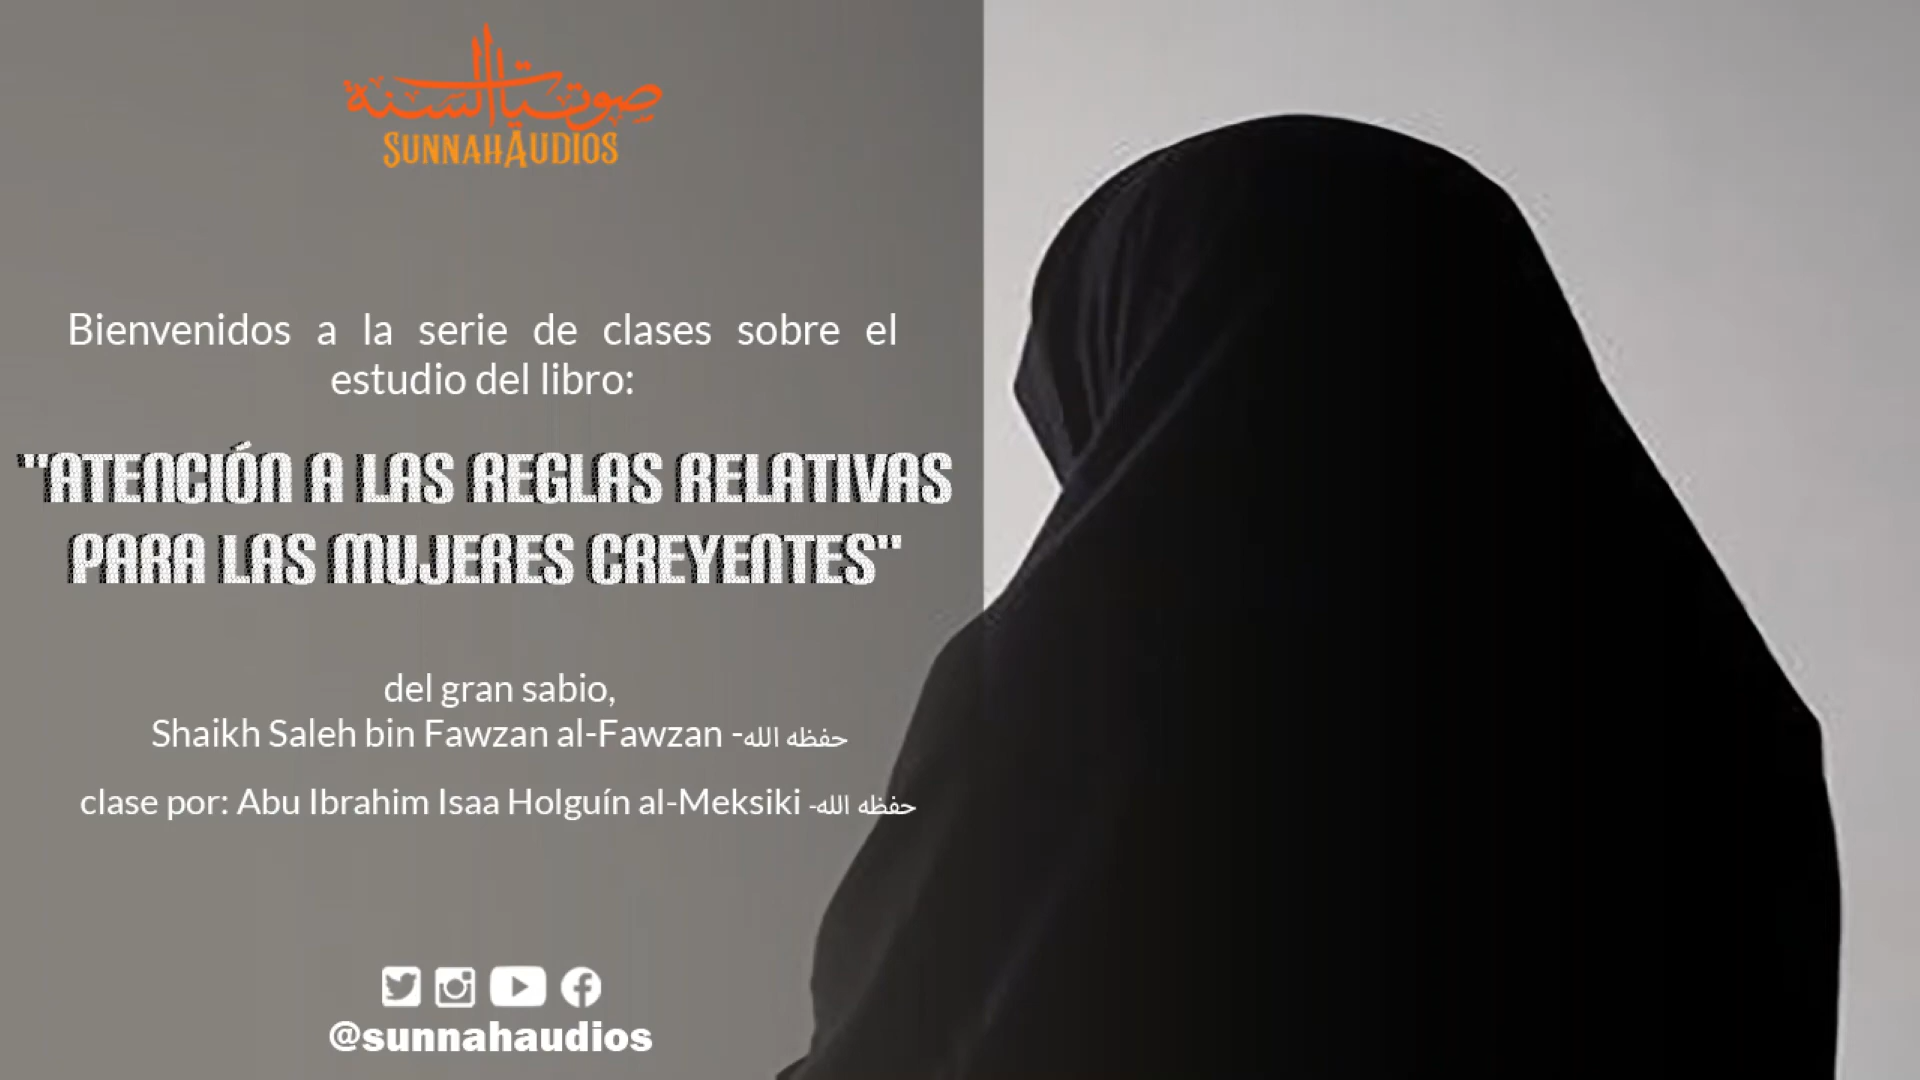 صوتيات السنة
SUNNAHAUDIOS
Bienvenidos a la serie de clases sobre el
estudio del libro:
"ATENCIÓN A LAS REGLAS RELATIVAS
PARA LAS MUJERES CREYENTES"
del gran sabio,
Shaikh Saleh bin Fawzan al-Fawzan -حفظه الله
clase por: Abu Ibrahim Isaa Holguín al-Meksiki -حفظه الله
@sunnahaudios